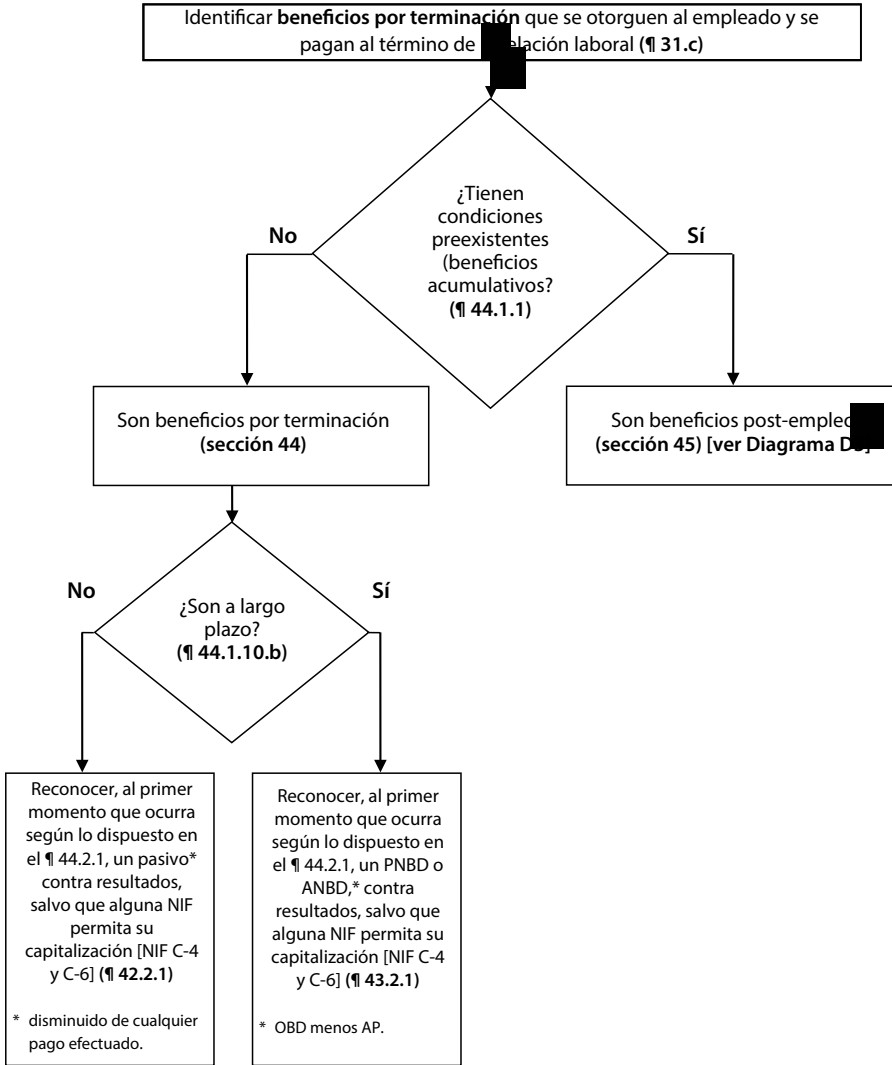 Identificar beneficios por terminación que se otorguen al empleado y se
pagan al término de relación laboral (¶ 31.c)
¿Tienen
condiciones
preexistentes
(beneficios
acumulativos?
(¶ 44.1.1)
No
Sí
Son beneficios por terminación
(sección 44)
Son beneficios post-empleo
(sección 45) [ver Diagrama
No
Sí
¿Son a largo
plazo?
(¶ 44.1.10.b)
Reconocer, al primer
momento que ocurra
según lo dispuesto en
el ¶ 44.2.1, un pasivo*
contra resultados,
salvo que alguna NIF
permita su
capitalización [NIF C-4
y C-6] (¶ 42.2.1)
* disminuido de cualquier
pago efectuado.
Reconocer, al primer
momento que ocurra
según lo dispuesto en
el ¶ 44.2.1, un PNBD o
ANBD,* contra
resultados, salvo que
alguna NIF permita su
capitalización [NIF C-4
y C-6] (¶ 43.2.1)
* OBD menos AP.